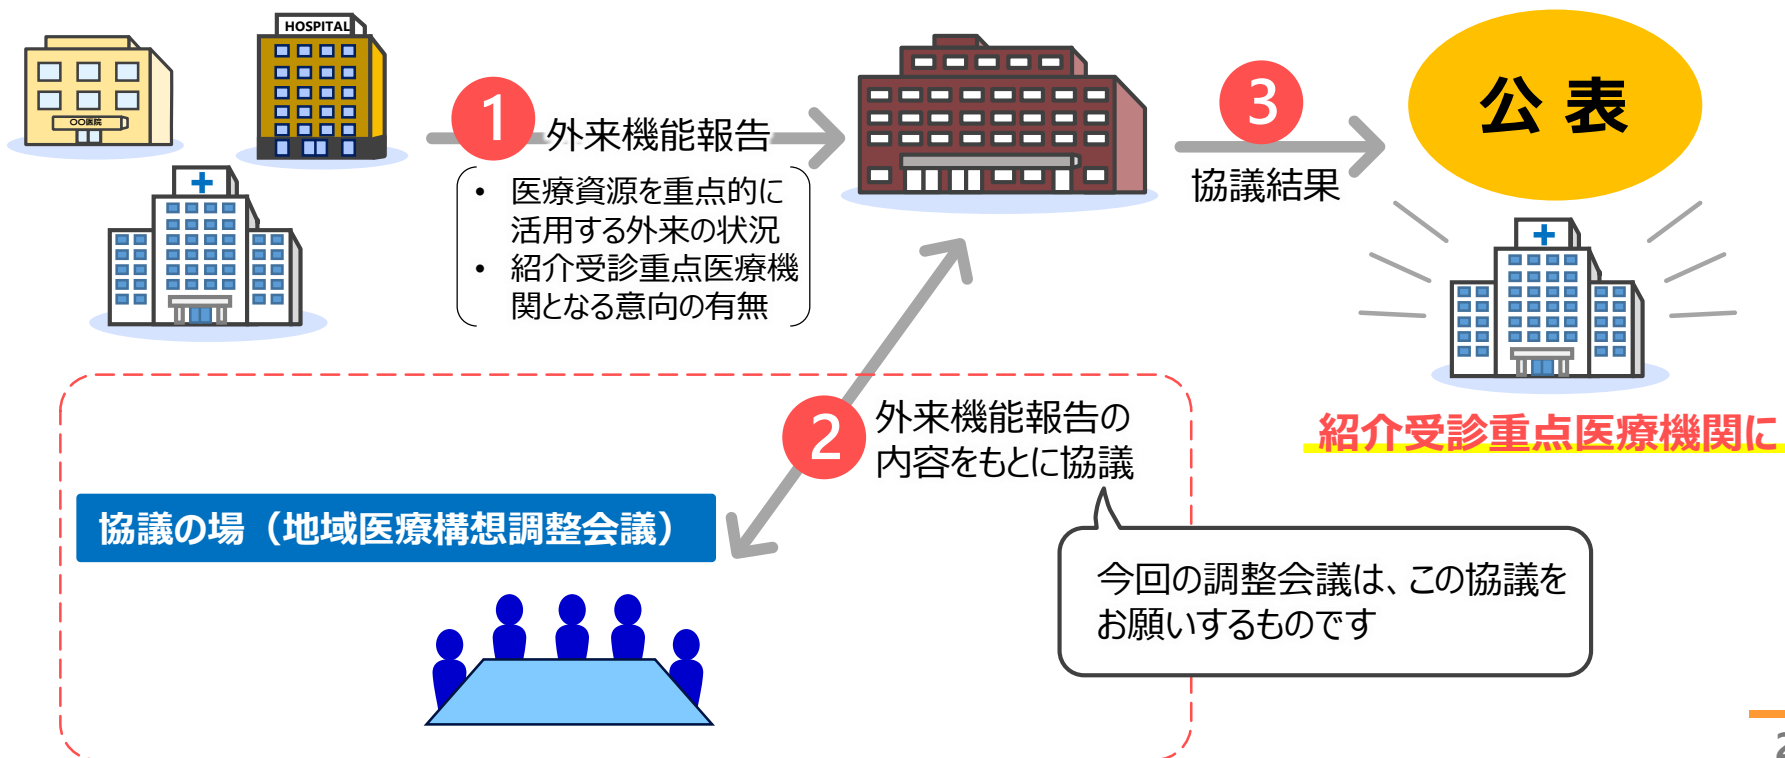 HOSPITAL
〇〇医院
1
外来機能報告
• 医療資源を重点的に
活用する外来の状況
• 紹介受診重点医療機
関となる意向の有無
3
協議結果
公 表
紹介受診重点医療機関に
2
外来機能報告の
内容をもとに協議
協議の場（地域医療構想調整会議）
今回の調整会議は、この協議を
お願いするものです
2